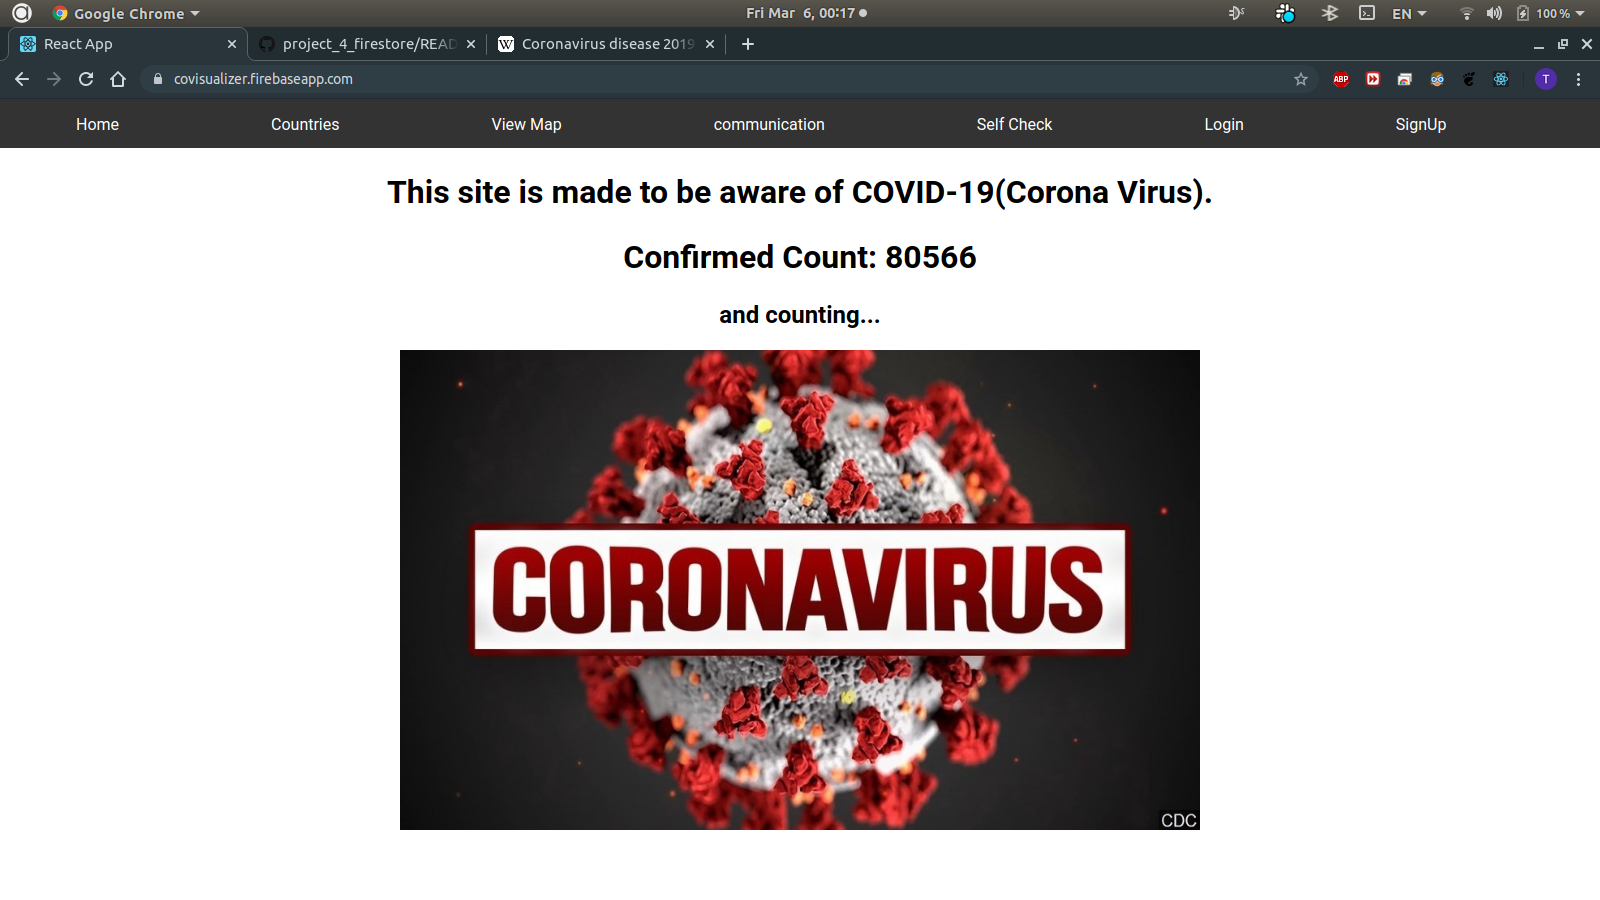 Google Chrome
Fri Mar 6, 00:17
EN
100 %
React App
project_4_firestore/READ
Coronavirus disease 2019
covisualizer.firebaseapp.com
ABP
T
Home
Countries
View Map
communication
Self Check
Login
SignUp
This site is made to be aware of COVID-19(Corona Virus).
Confirmed Count: 80566
and counting...
CORONAVIRUS
CDC